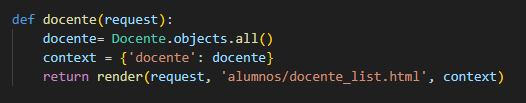 def docente(request):
    docente= Docente.objects.all()
    context = {'docente': docente}
    return render(request, 'alumnos/docente_list.html', context)